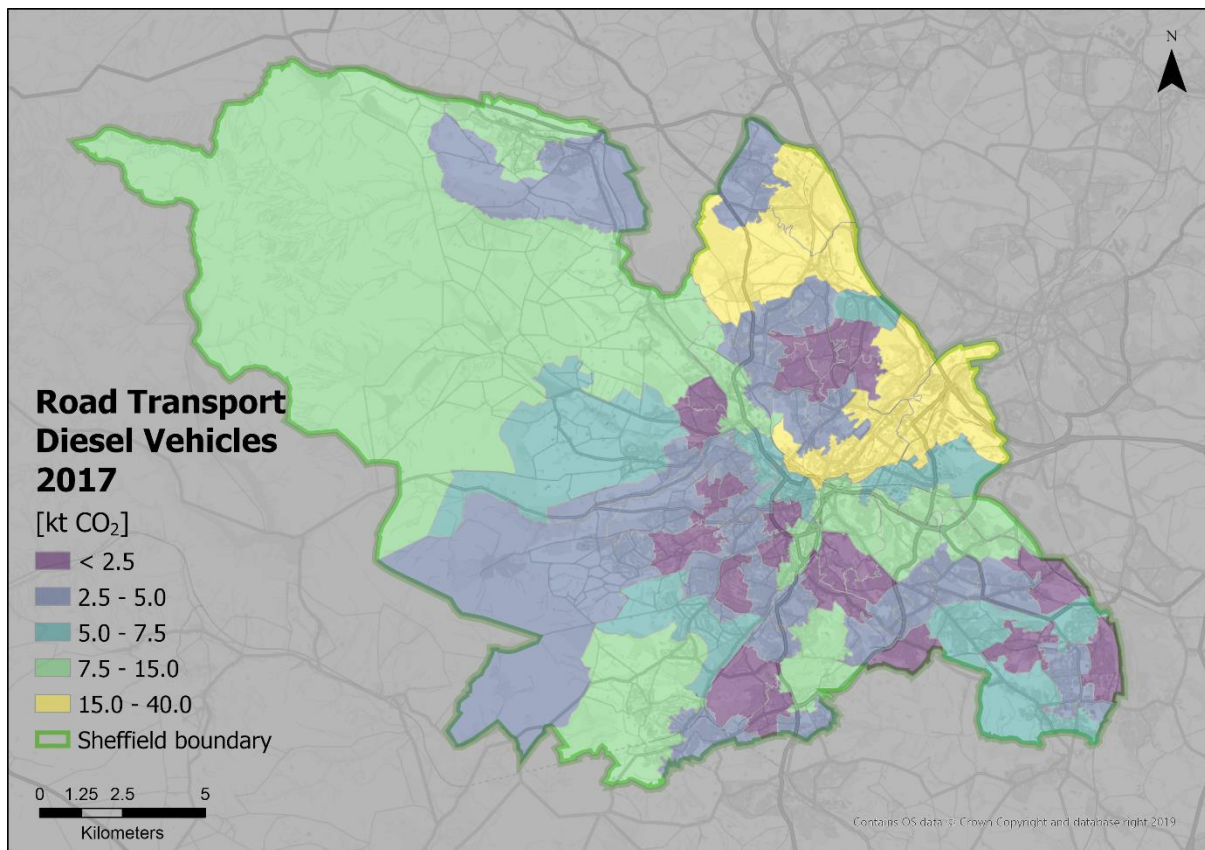 N
Road Transport
Diesel Vehicles
2017
[kt CO₂]
< 2.5
2.5 - 5.0
5.0 - 7.5
7.5 - 15.0
15.0 - 40.0
Sheffield boundary
0 1.25 2.5 5
Kilometers
Contains OS data © Crown Copyright and database right 2019